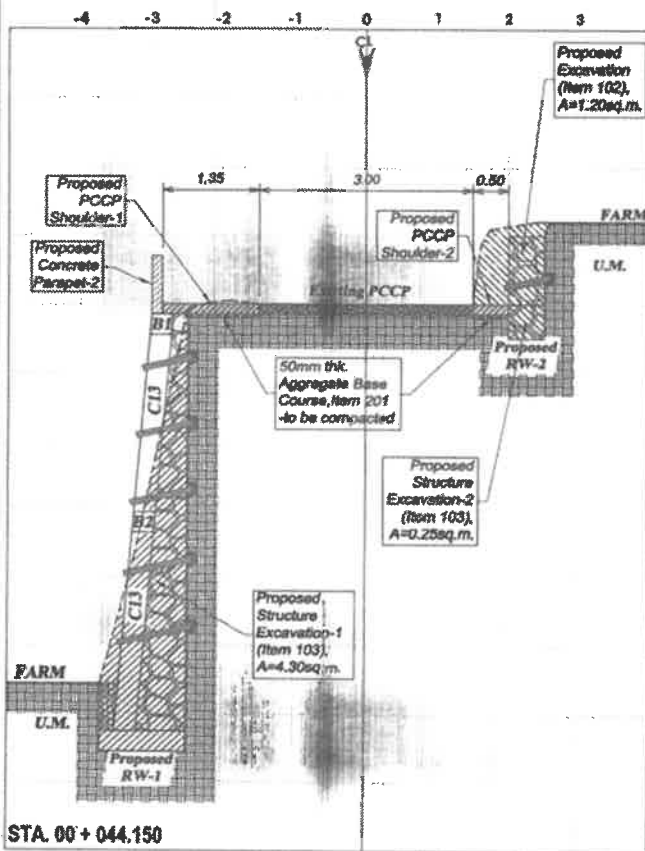 -4 -3 -2 -1 0 1 2 3
CL
Proposed
Excavation
(Item 102),
A=1.20sq.m.
1.35 3.00 0.50
Proposed
PCCP
Shoulder-1
Proposed
PCCP
Shoulder-2
FARM
U.M.
Proposed
Concrete
Parapet-2
Existing PCCP
B1
Proposed
RW-2
50mm thk.
Aggregate Base
Course,Item 201
-to be compacted
C13
Proposed
Structure
Excavation-2
(Item 103),
A=0.25sq.m.
B2
C13
Proposed
Structure
Excavation-1
(Item 103),
A=4.30sq.m.
FARM
U.M.
Proposed
RW-1
STA. 00 + 044.150